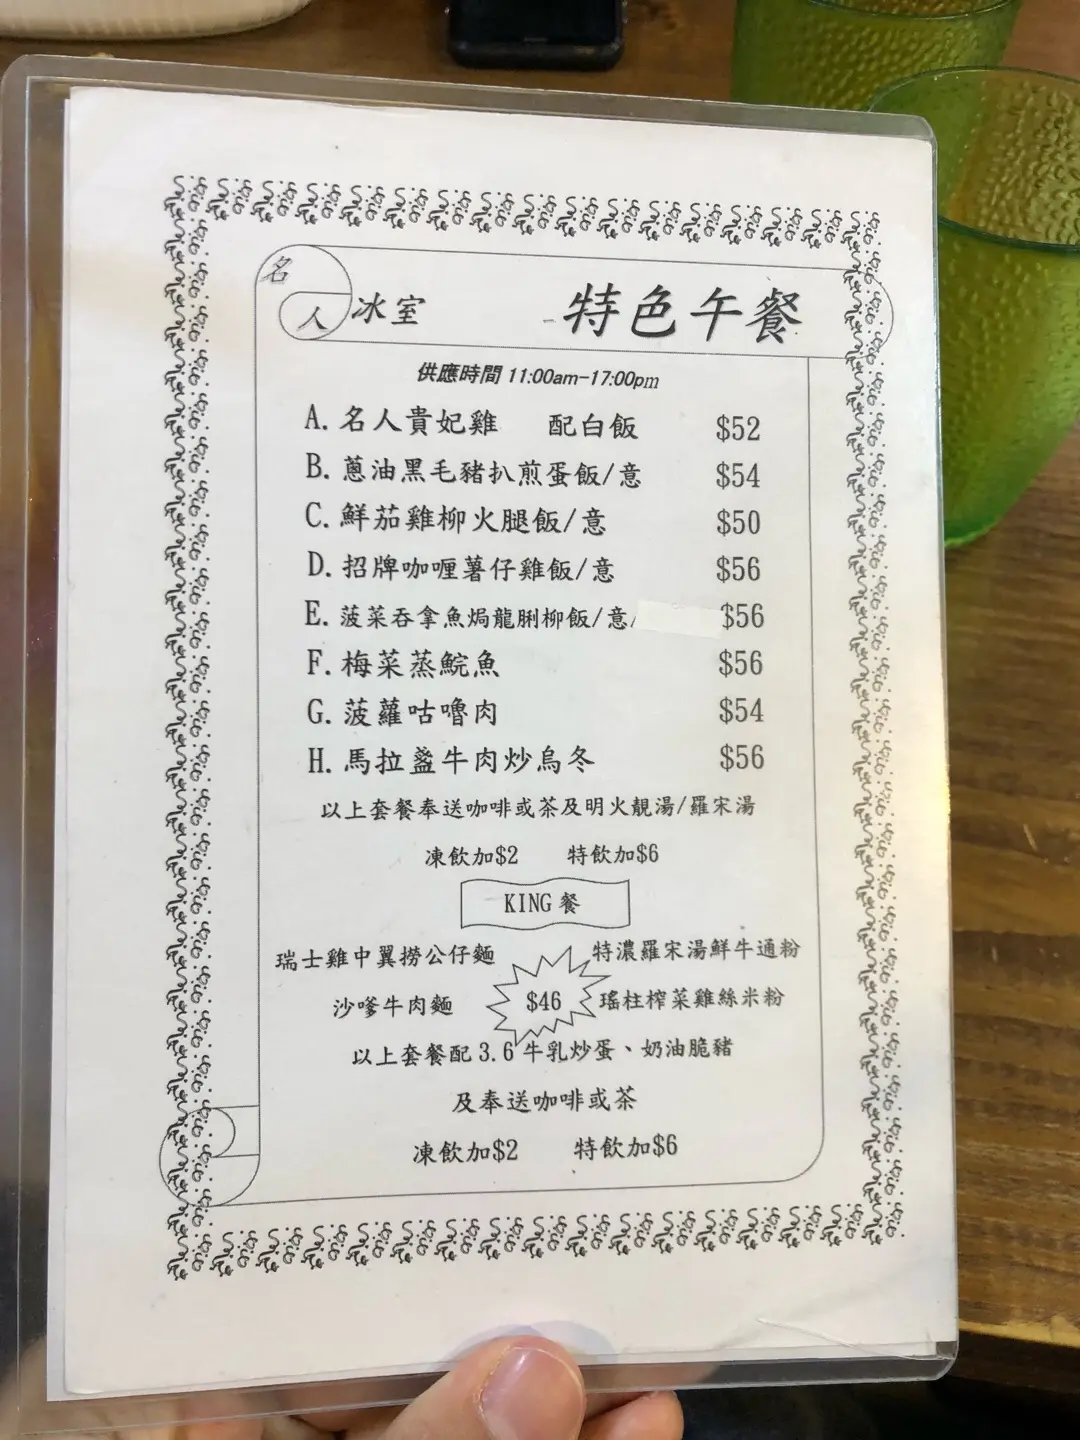 名人冰室 特色午餐
供應時間 11:00am-17:00pm
A. 名人貴妃雞 配白飯 $52
B. 蔥油黑毛豬扒煎蛋飯/意 $54
C. 鮮茄雞柳火腿飯/意 $50
D. 招牌咖喱薯仔雞飯/意 $56
E. 菠菜吞拿魚焗龍脷柳飯/意/ $56
F. 梅菜蒸鯇魚 $56
G. 菠蘿咕嚕肉 $54
H. 馬拉盞牛肉炒烏冬 $56
以上套餐奉送咖啡或茶及明火靚湯/羅宋湯
凍飲加$2 特飲加$6
KING 餐
瑞士雞中翼撈公仔麵 特濃羅宋湯鮮牛通粉
沙嗲牛肉麵 $46 瑤柱榨菜雞絲米粉
以上套餐配 3.6 牛乳炒蛋、奶油脆豬
及奉送咖啡或茶
凍飲加$2 特飲加$6